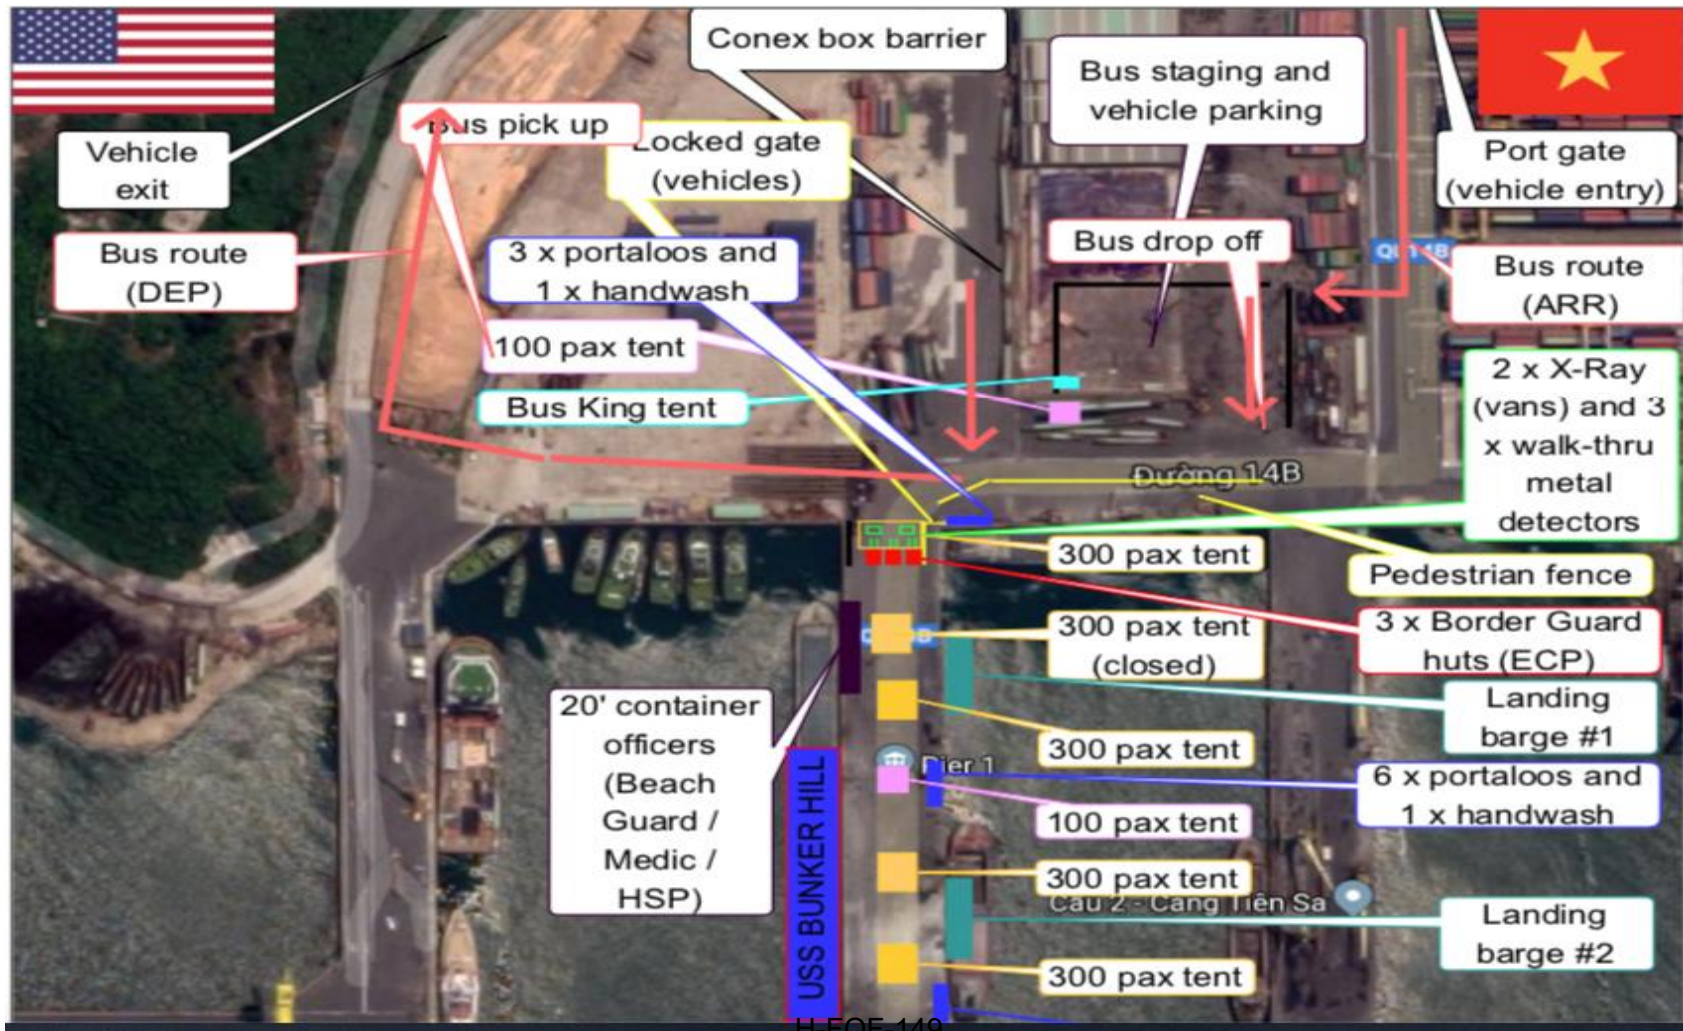 Conex box barrier
Bus staging and
vehicle parking
Bus pick up
Locked gate
(vehicles)
Vehicle
exit
Port gate
(vehicle entry)
Bus route
(DEP)
3 x portaloos and
1 x handwash
Bus drop off
Bus route
(ARR)
100 pax tent
Bus King tent
2 x X-Ray
(vans) and 3
x walk-thru
metal
detectors
Đường 14B
300 pax tent
Pedestrian fence
300 pax tent
(closed)
3 x Border Guard
huts (ECP)
20' container
officers
(Beach
Guard /
Medic /
HSP)
300 pax tent
Landing
barge #1
Pier 1
USS BUNKER HILL
6 x portaloos and
1 x handwash
100 pax tent
300 pax tent
Cầu 2 - Cảng Tiên Sa
Landing
barge #2
300 pax tent